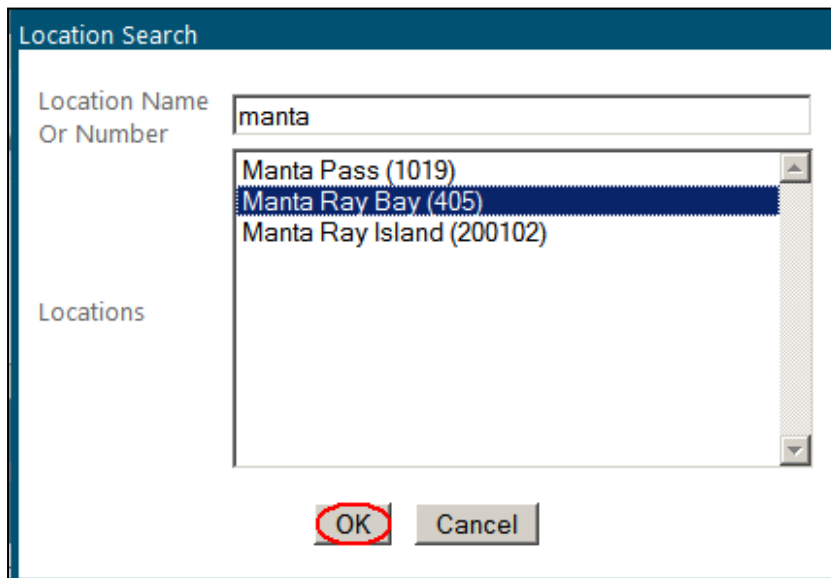 Location Search
Location Name
Or Number
manta
Manta Pass (1019)
Manta Ray Bay (405)
Manta Ray Island (200102)
Locations
OK
Cancel